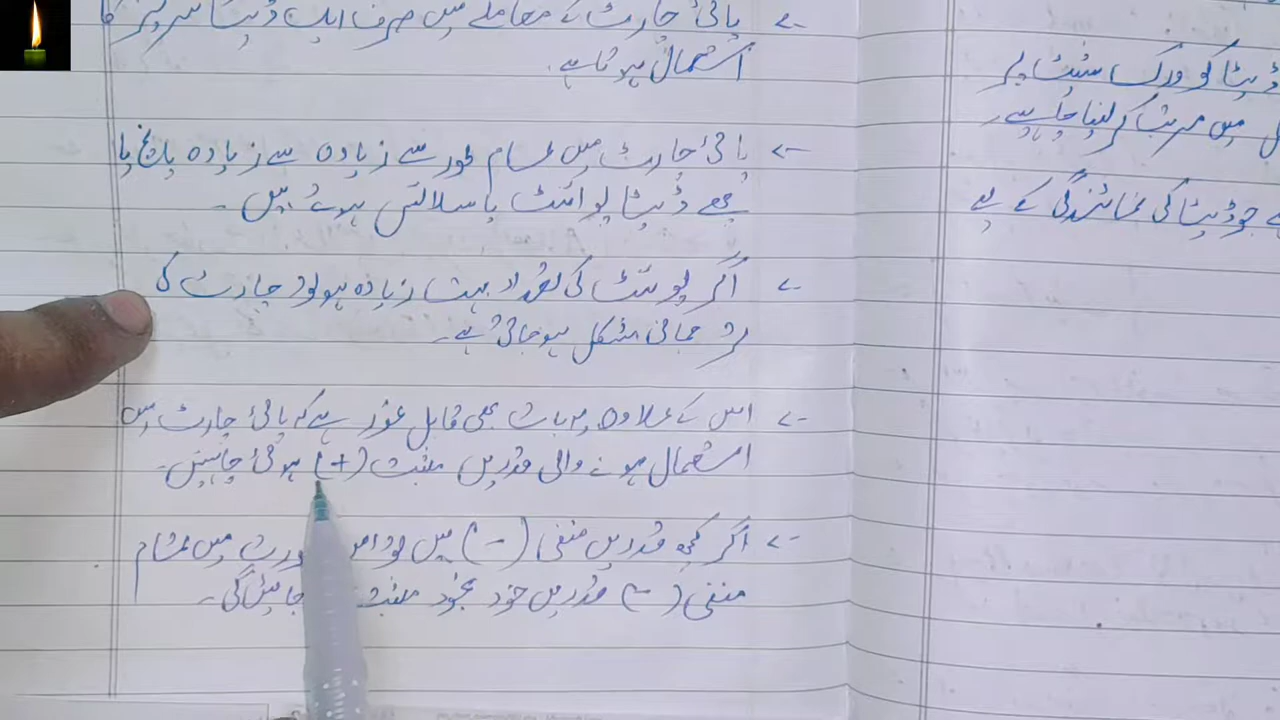 پائی چارٹ کے معاملے میں صرف ایک ڈیٹا سیریز کا
استعمال ہوتا ہے۔
پائی چارٹ میں عام طور سے زیادہ سے زیادہ پانچ یا
چھے ڈیٹا پوائنٹ یا سلائس ہوتے ہیں۔
اگر پوئنٹ کی تعداد بہت زیادہ ہو تو چارٹ کی
ترجمانی مشکل ہو جاتی ہے۔
اس کے علاوہ یہ بات بھی قابل غور ہے کہ پائی چارٹ میں
استعمال ہونے والی قدریں مثبت (+) ہونی چاہئیں۔
اگر کچھ قدریں منفی (-) ہیں تو اس صورت میں تمام
منفی (-) قدریں خود بخود مثبت جائیں گی۔
ڈیٹا کو ورک شیٹ پر
میں مرتب کر لینا چاہیے۔
ہے جو ڈیٹا کی نمائندگی کے لیے